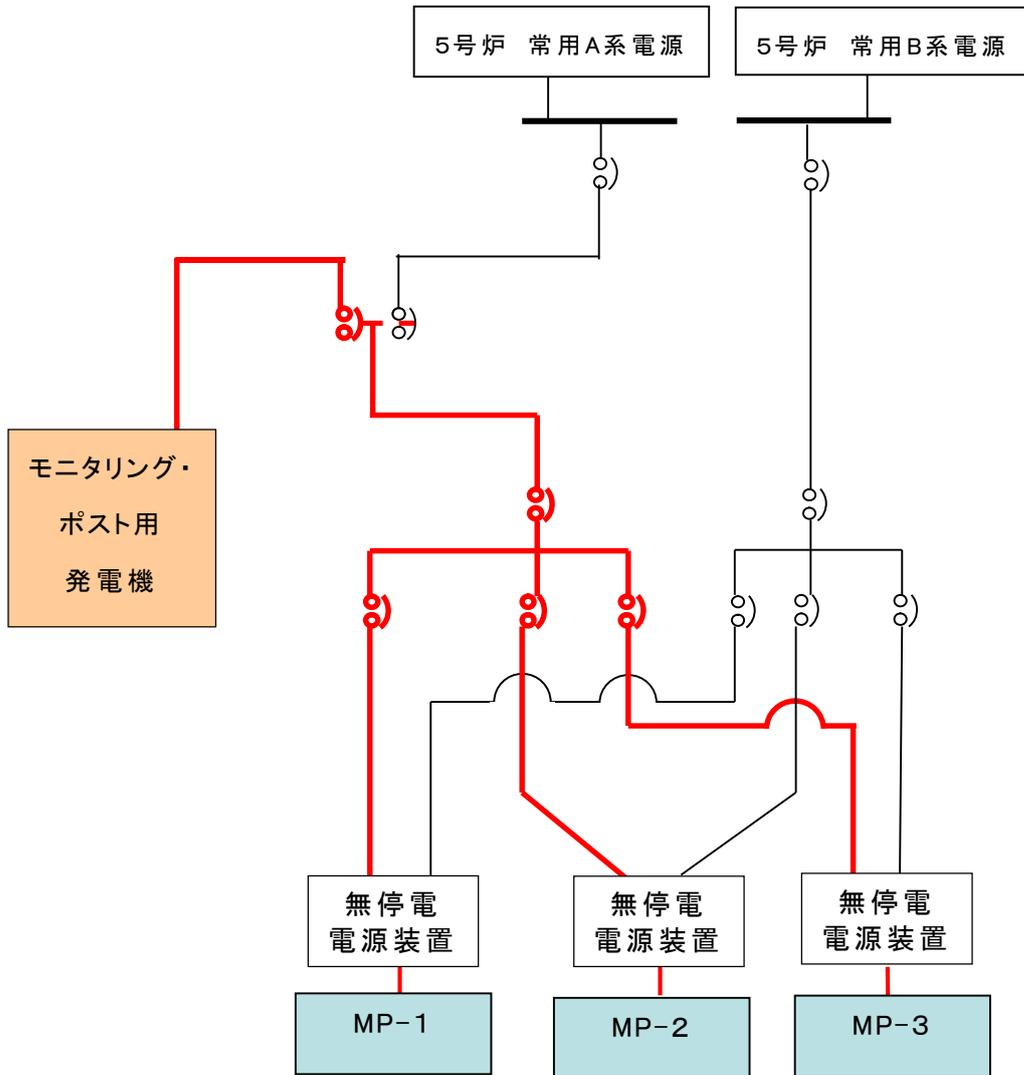 5号炉 常用A系電源
5号炉 常用B系電源
モニタリング・
ポスト用
発電機
無停電
電源装置
無停電
電源装置
無停電
電源装置
MP-1
MP-2
MP-3